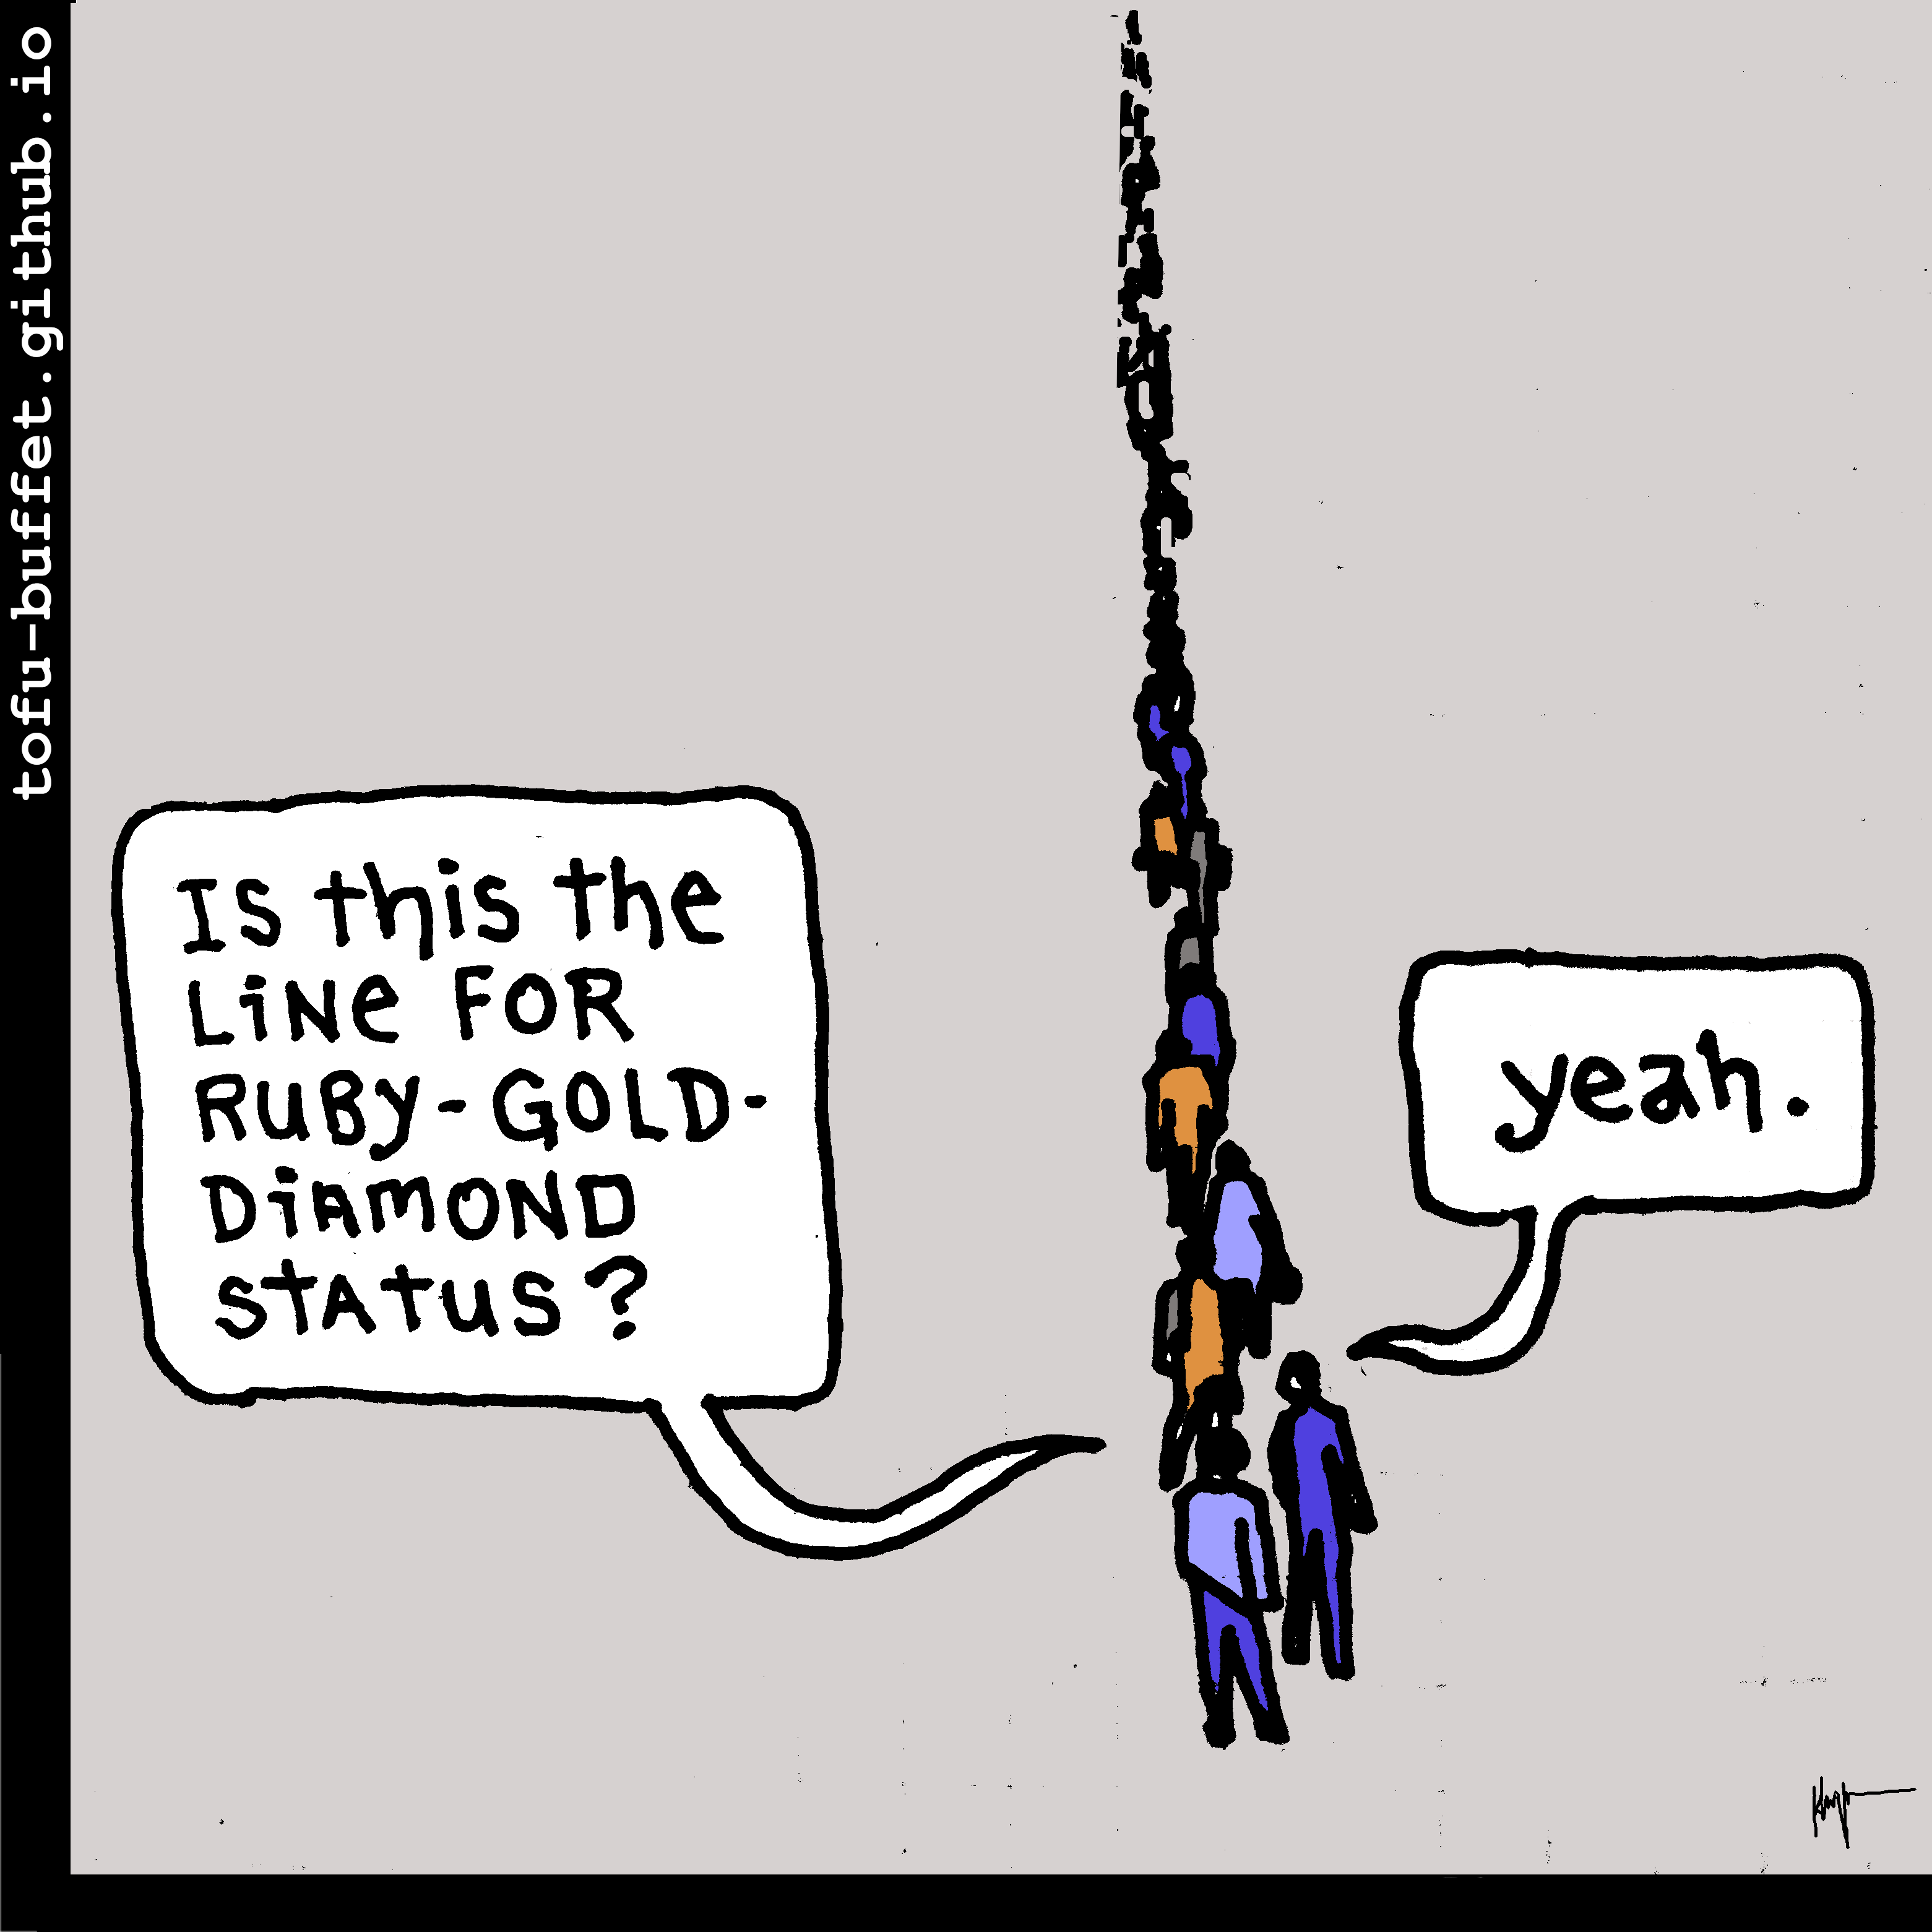 tofu-buffet.github.io
Is this the
LiNe FOR
RUBy-GOLD-
DiAMOND
STATUS?
yeah.